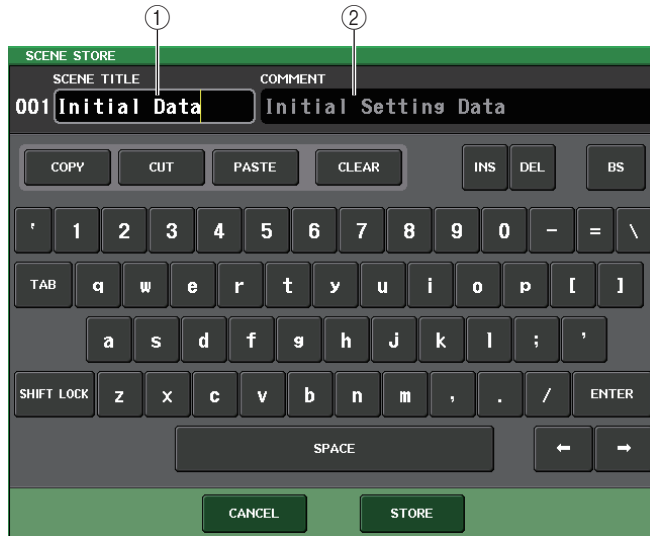 ① ②
SCENE STORE
SCENE TITLE COMMENT
001 Initial Data Initial Setting Data
COPY CUT PASTE CLEAR INS DEL BS
' 1 2 3 4 5 6 7 8 9 0 - = \
TAB q w e r t y u i o p [ ]
a s d f g h j k l ; '
SHIFT LOCK z x c v b n m , . / ENTER
SPACE ← →
CANCEL STORE